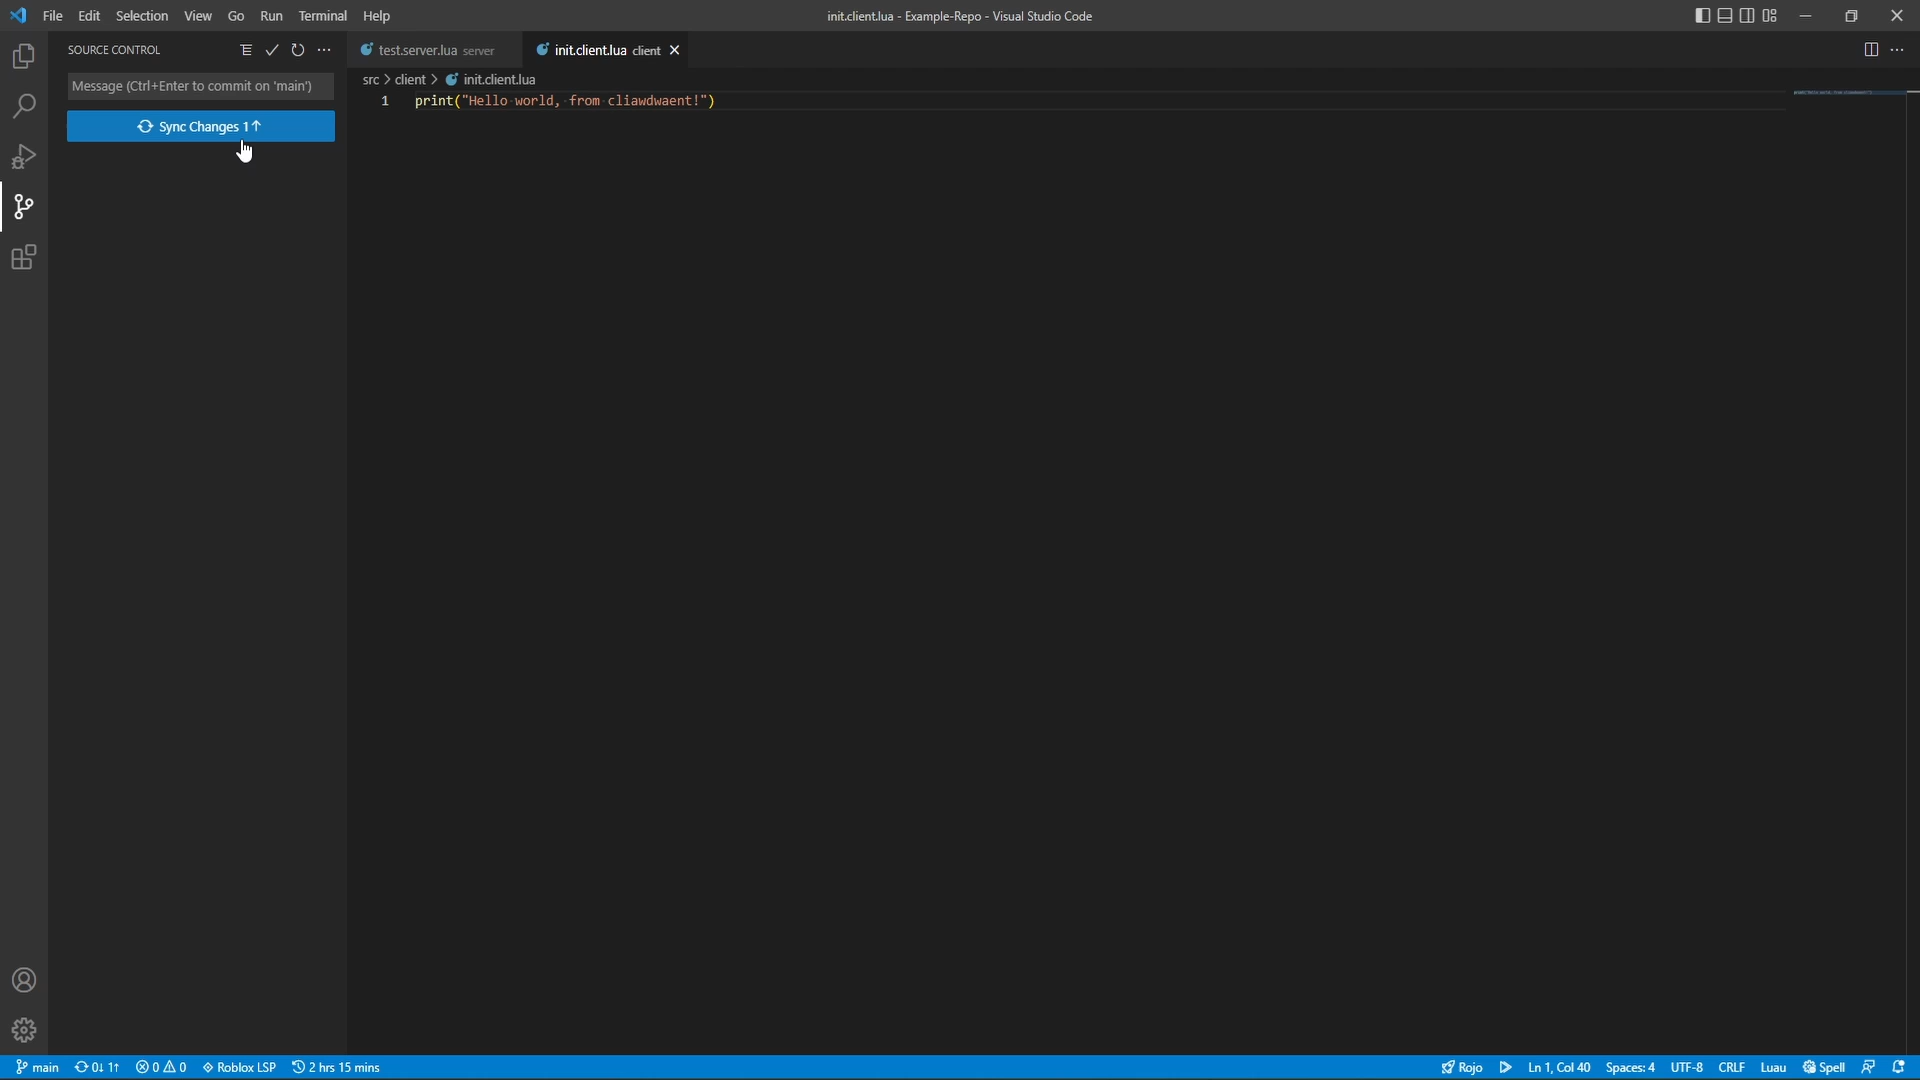 File Edit Selection View Go Run Terminal Help
init.client.lua - Example-Repo - Visual Studio Code
SOURCE CONTROL
test.server.lua server
init.client.lua client
Message (Ctrl+Enter to commit on 'main')
src > client > init.client.lua
1 print("Hello world, from cliawdwaent!")
Sync Changes 1↑
main 0↓ 1↑ 0 0 Roblox LSP 2 hrs 15 mins
Rojo Ln 1, Col 40 Spaces: 4 UTF-8 CRLF Luau Spell